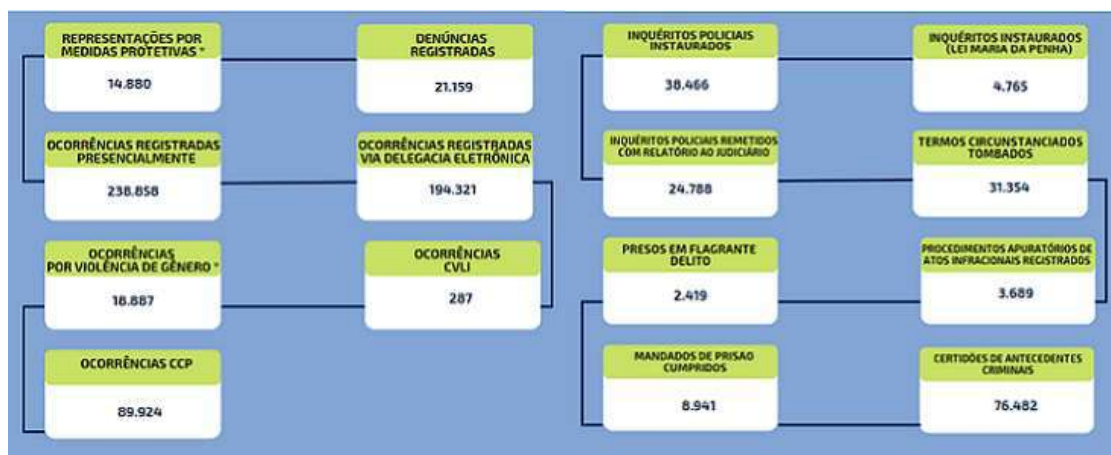 REPRESENTAÇÕES POR
MEDIDAS PROTETIVAS *
14.880
DENÚNCIAS
REGISTRADAS
21.159
OCORRÊNCIAS REGISTRADAS
PRESENCIALMENTE
238.858
OCORRÊNCIAS REGISTRADAS
VIA DELEGACIA ELETRÔNICA
194.321
OCORRÊNCIAS
POR VIOLÊNCIA DE GÊNERO *
18.887
OCORRÊNCIAS
CVLI
287
OCORRÊNCIAS CCP
89.924
INQUÉRITOS POLICIAIS
INSTAURADOS
38.466
INQUÉRITOS INSTAURADOS
(LEI MARIA DA PENHA)
4.765
INQUÉRITOS POLICIAIS REMETIDOS
COM RELATÓRIO AO JUDICIÁRIO
24.788
TERMOS CIRCUNSTANCIADOS
TOMBADOS
31.354
PRESOS EM FLAGRANTE
DELITO
2.419
PROCEDIMENTOS APURATÓRIOS DE
ATOS INFRACIONAIS REGISTRADOS
3.689
MANDADOS DE PRISÃO
CUMPRIDOS
8.941
CERTIDÕES DE ANTECEDENTES
CRIMINAIS
76.482